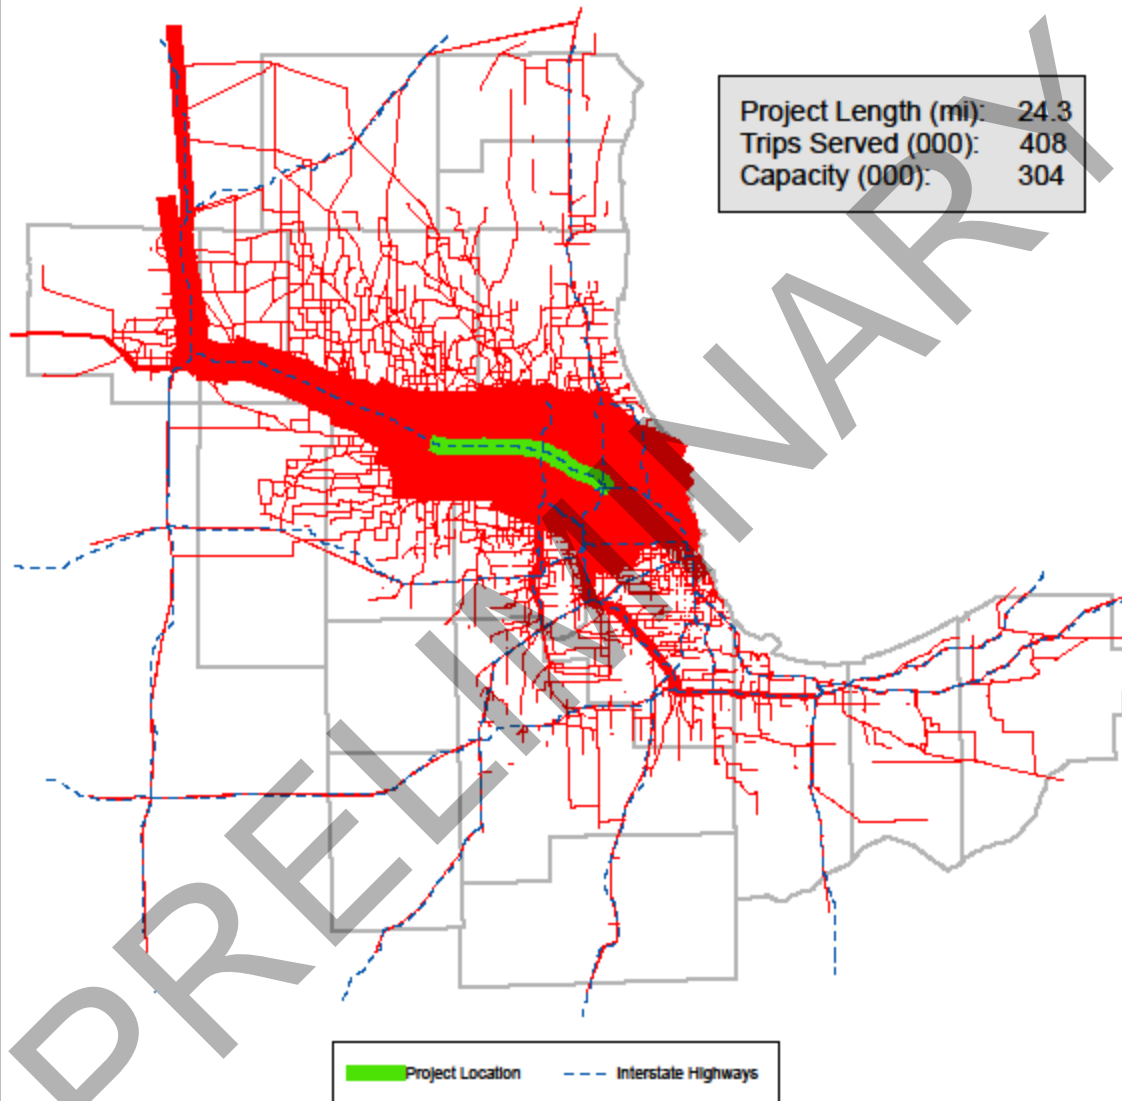 Project Length (mi): 24.3
Trips Served (000): 408
Capacity (000): 304
PRELIMINARY
Project Location
Interstate Highways